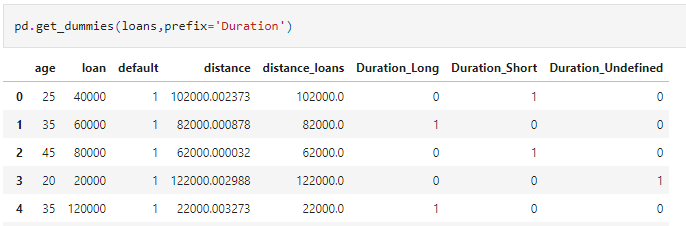 pd.get_dummies(loans,prefix='Duration')
age loan default distance distance_loans Duration_Long Duration_Short Duration_Undefined
0 25 40000 1 102000.002373 102000.0 0 1 0
1 35 60000 1 82000.000878 82000.0 1 0 0
2 45 80000 1 62000.000032 62000.0 0 1 0
3 20 20000 1 122000.002988 122000.0 0 0 1
4 35 120000 1 22000.003273 22000.0 1 0 0